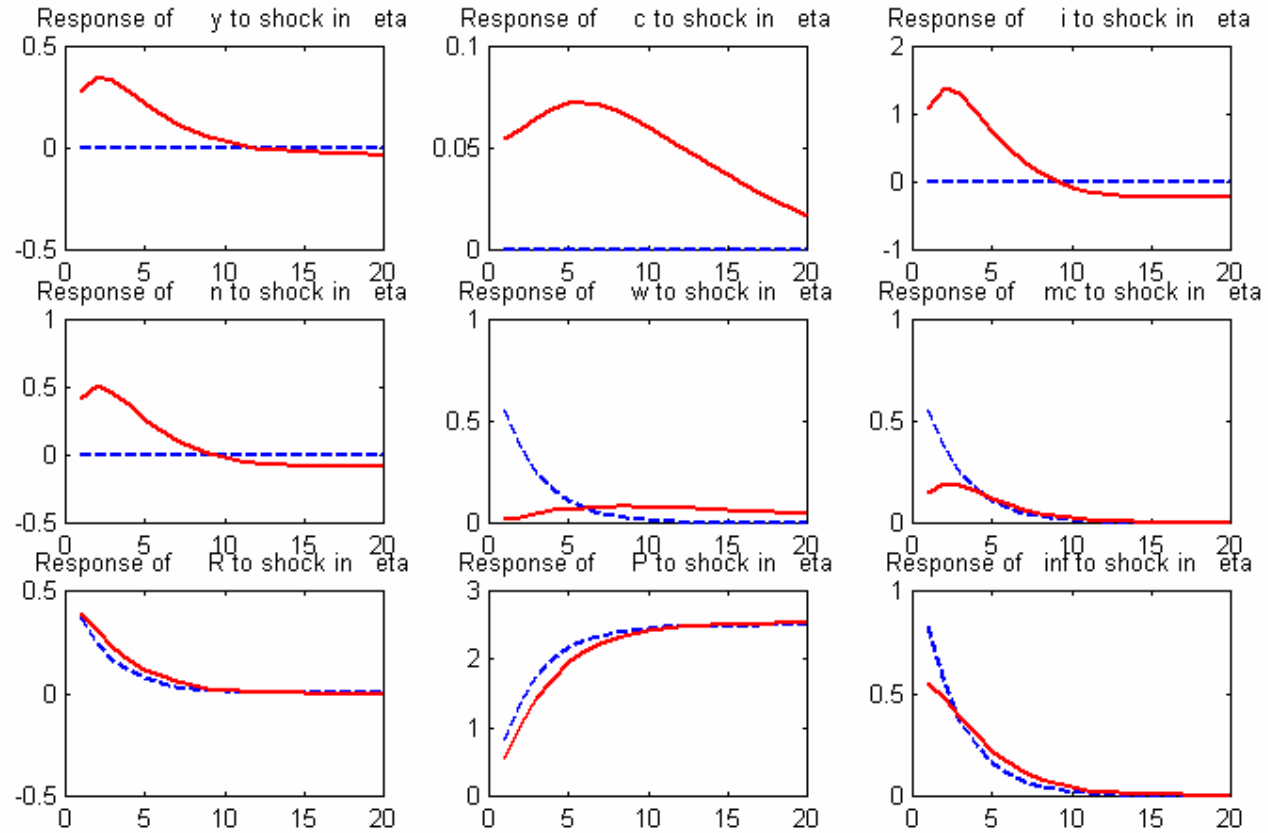 Response of y to shock in eta Response of c to shock in eta Response of i to shock in eta
0.5 0.1 2
1
0 0.05
0
-0.5 0 -1
0 5 10 15 20 0 5 10 15 20 0 5 10 15 20
Response of n to shock in eta Response of w to shock in eta Response of mc to shock in eta
1 1 1
0.5 0.5 0.5
0
-0.5 0 0
0 5 10 15 20 0 5 10 15 20 0 5 10 15 20
Response of R to shock in eta Response of P to shock in eta Response of inf to shock in eta
0.5 3 1
2
0 0.5
1
-0.5 0 0
0 5 10 15 20 0 5 10 15 20 0 5 10 15 20